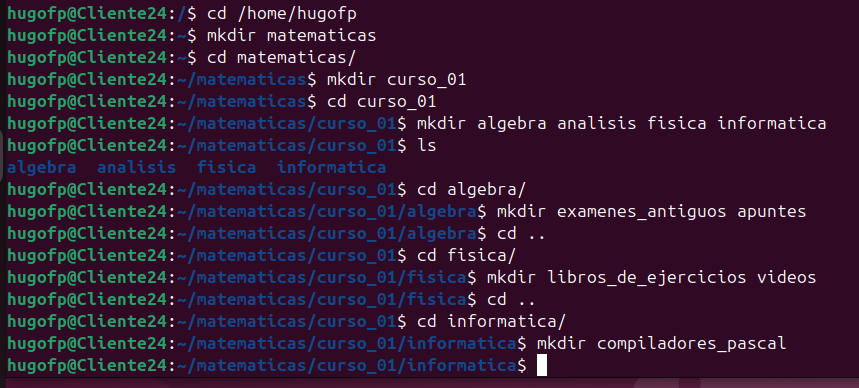 hugofp@Cliente24:/$ cd /home/hugofp
hugofp@Cliente24:~$ mkdir matematicas
hugofp@Cliente24:~$ cd matematicas/
hugofp@Cliente24:~/matematicas$ mkdir curso_01
hugofp@Cliente24:~/matematicas$ cd curso_01
hugofp@Cliente24:~/matematicas/curso_01$ mkdir algebra analisis fisica informatica
hugofp@Cliente24:~/matematicas/curso_01$ ls
algebra  analisis  fisica  informatica
hugofp@Cliente24:~/matematicas/curso_01$ cd algebra/
hugofp@Cliente24:~/matematicas/curso_01/algebra$ mkdir examenes_antiguos apuntes
hugofp@Cliente24:~/matematicas/curso_01/algebra$ cd ..
hugofp@Cliente24:~/matematicas/curso_01$ cd fisica/
hugofp@Cliente24:~/matematicas/curso_01/fisica$ mkdir libros_de_ejercicios videos
hugofp@Cliente24:~/matematicas/curso_01/fisica$ cd ..
hugofp@Cliente24:~/matematicas/curso_01$ cd informatica/
hugofp@Cliente24:~/matematicas/curso_01/informatica$ mkdir compiladores_pascal
hugofp@Cliente24:~/matematicas/curso_01/informatica$